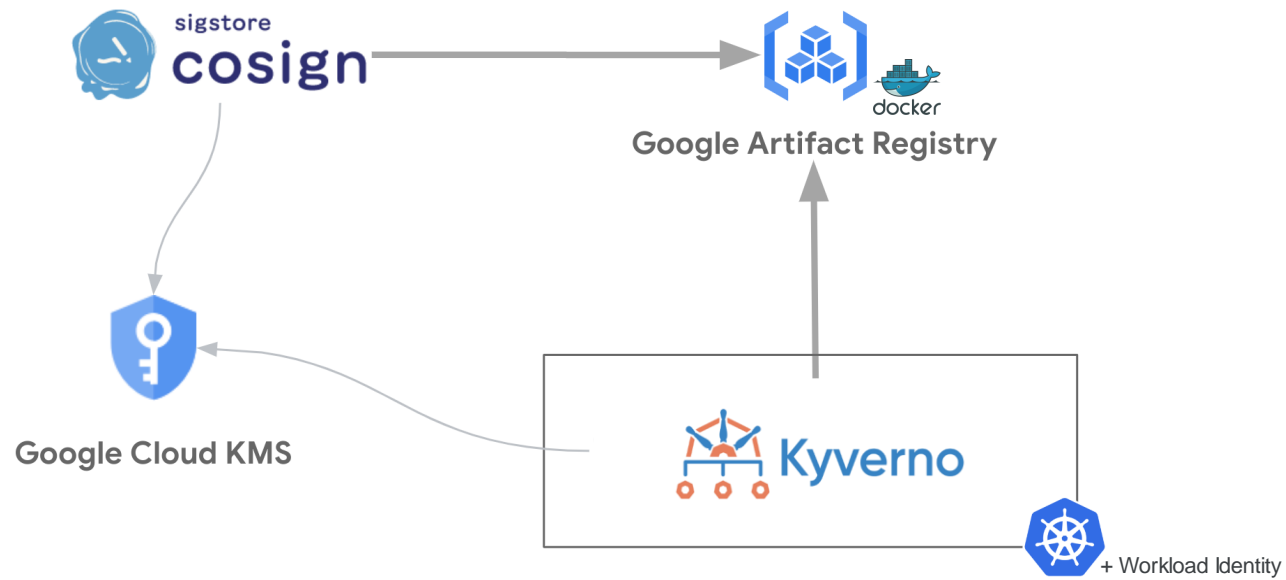 sigstore
cosign
docker
Google Artifact Registry
Google Cloud KMS
Kyverno
+ Workload Identity